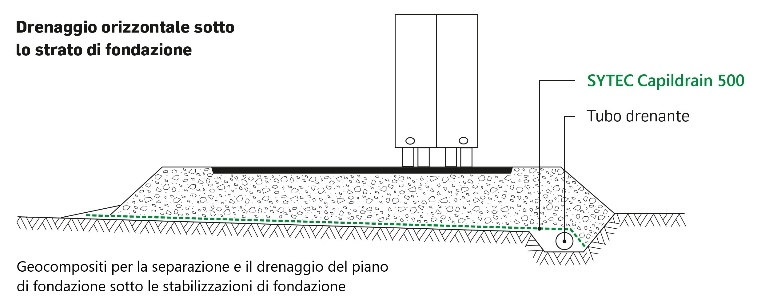 Drenaggio orizzontale sotto
lo strato di fondazione
SYTEC Capildrain 500
Tubo drenante
Geocompositi per la separazione e il drenaggio del piano
di fondazione sotto le stabilizzazioni di fondazione